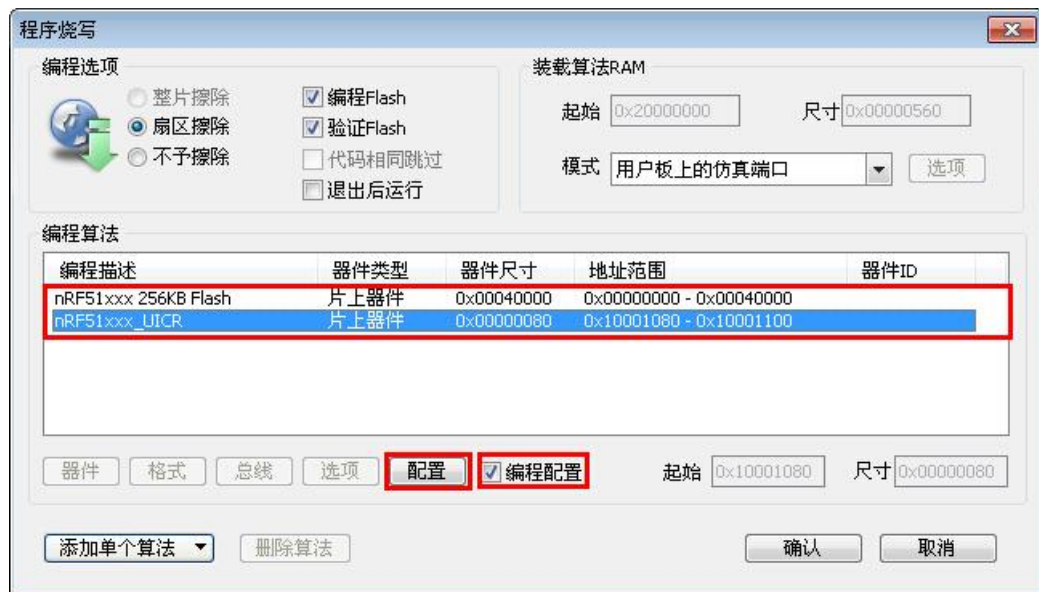 程序烧写
编程选项
整片擦除
扇区擦除
不予擦除
编程Flash
验证Flash
代码相同跳过
退出后运行
装载算法RAM
起始 0x20000000 尺寸 0x00000560
模式 用户板上的仿真端口 选项
编程算法
编程描述 器件类型 器件尺寸 地址范围 器件ID
nRF51xxx 256KB Flash 片上器件 0x00040000 0x00000000 - 0x00040000
nRF51xxx_UICR 片上器件 0x00000080 0x10001080 - 0x10001100
器件 格式 总线 选项 配置 编程配置 起始 0x10001080 尺寸 0x00000080
添加单个算法 删除算法 确认 取消